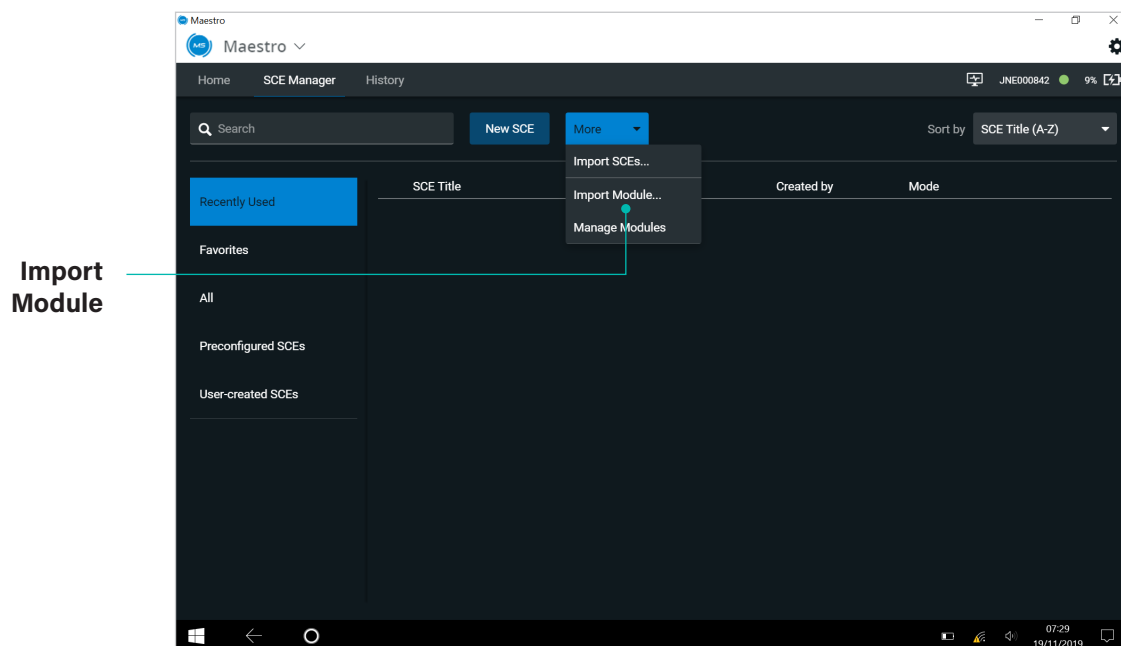 Maestro
MS Maestro
Home SCE Manager History JNE000842 9%
Search New SCE More Sort by SCE Title (A-Z)
Import SCEs...
SCE Title Import Module... Created by Mode
Recently Used
Manage Modules
Favorites
Import
Module
All
Preconfigured SCEs
User-created SCEs
07:29
19/11/2019